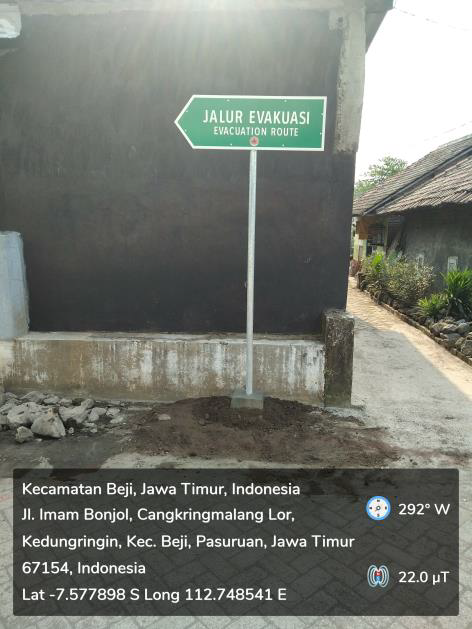 JALUR EVAKUASI
EVACUATION ROUTE
Kecamatan Beji, Jawa Timur, Indonesia
Jl. Imam Bonjol, Cangkringmalang Lor,
Kedungringin, Kec. Beji, Pasuruan, Jawa Timur
67154, Indonesia
Lat -7.577898 S Long 112.748541 E
292° W
22.0 µT